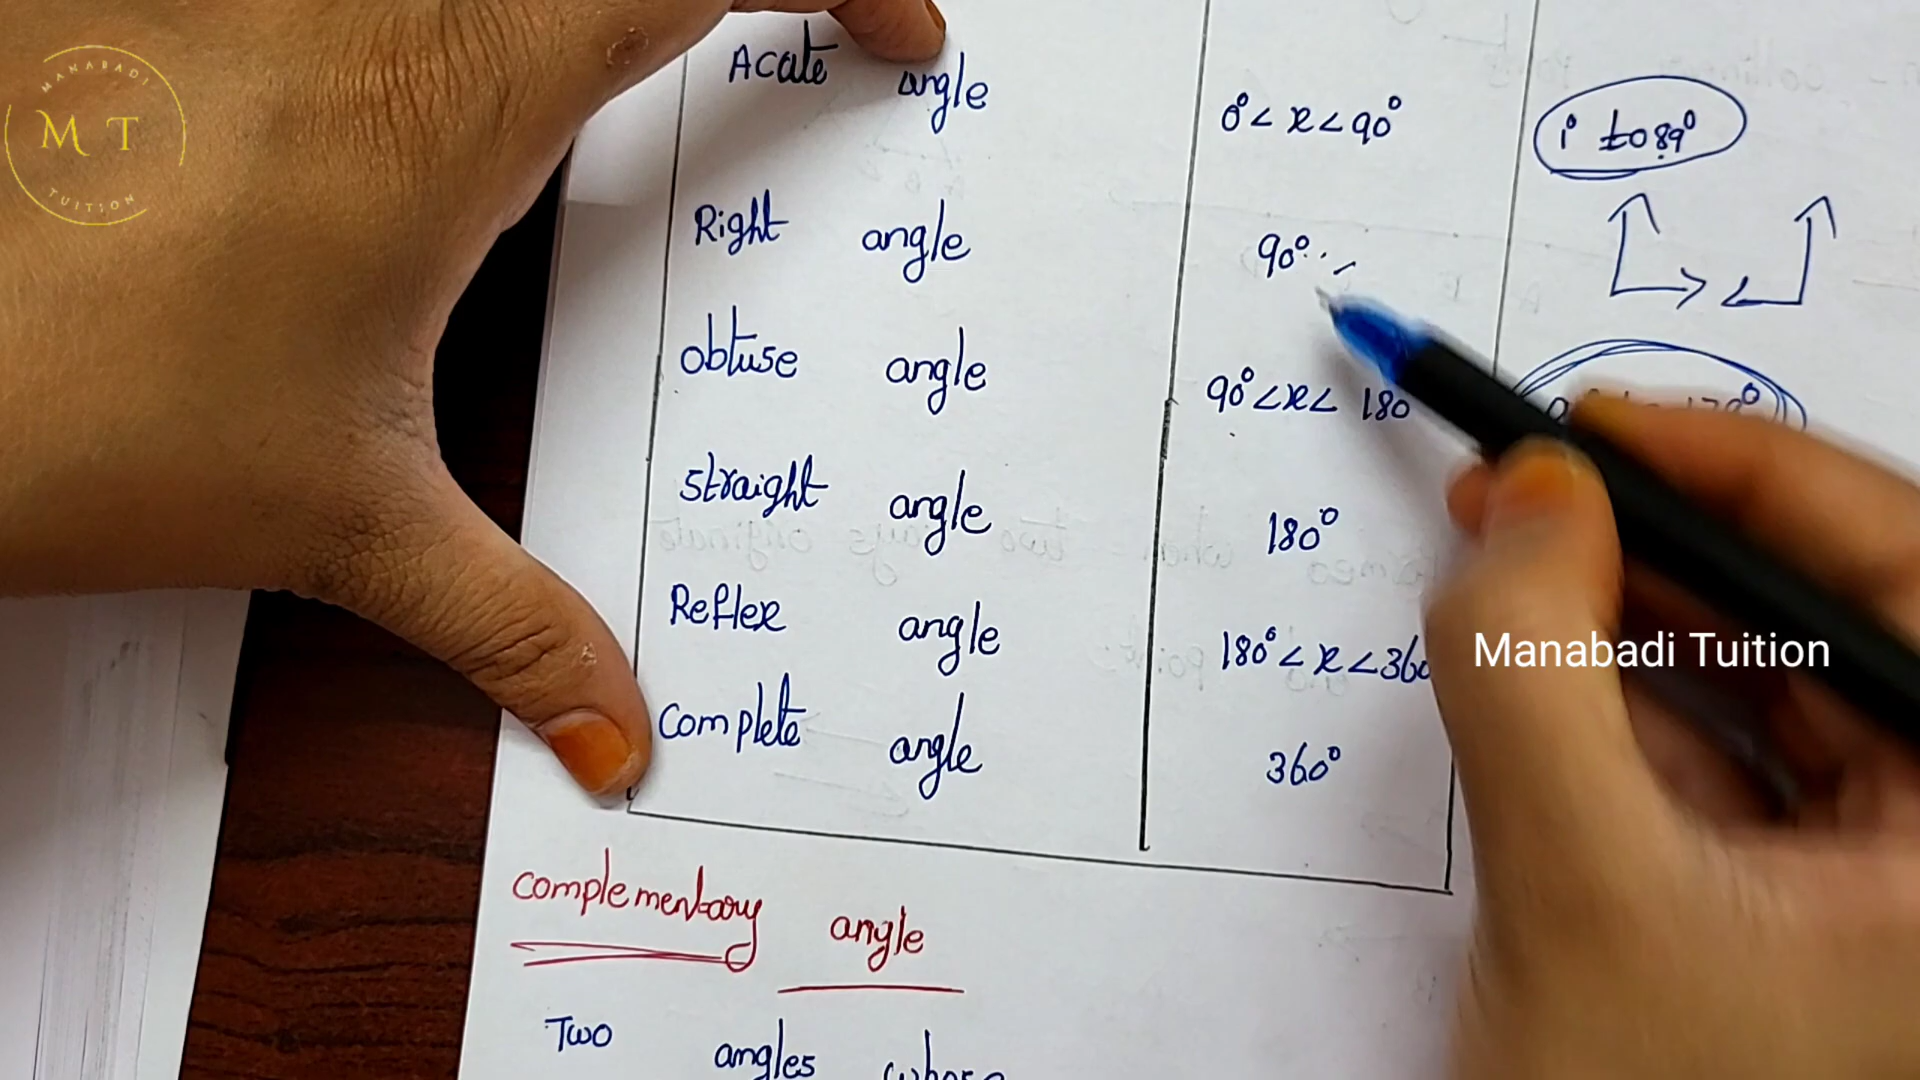 MANABADI
M T
TUITION
Acute angle 0° < x < 90° 1° to 89°
Right angle 90°
obtuse angle 90° < x < 180
straight angle 180°
Reflex angle 180° < x < 360
Manabadi Tuition
complete angle 360°
complementary angle
Two angles whose